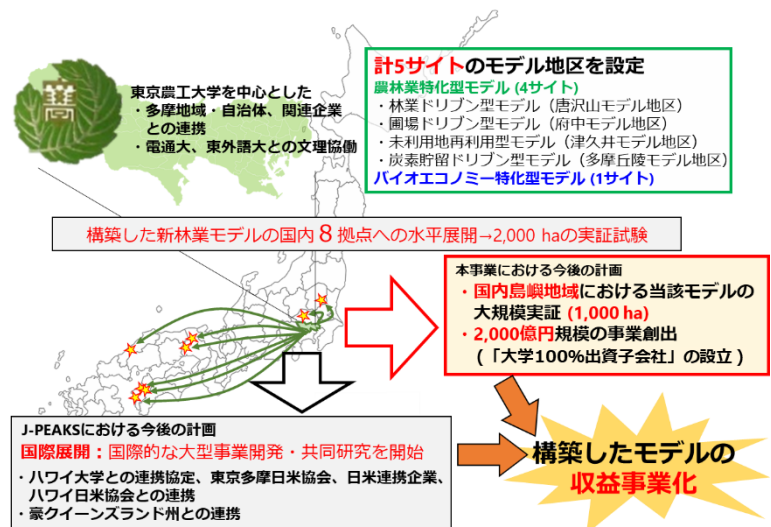 東京農工大学を中心とした
・多摩地域・自治体、関連企業
との連携
・電通大、東外語大との文理協働
計5サイトのモデル地区を設定
農林業特化型モデル (4サイト)
・林業ドリブン型モデル（唐沢山モデル地区）
・圃場ドリブン型モデル（府中モデル地区）
・未利用地再利用型モデル（津久井モデル地区）
・炭素貯留ドリブン型モデル（多摩丘陵モデル地区）
バイオエコノミー特化型モデル (1サイト)
構築した新林業モデルの国内８拠点への水平展開→2,000 haの実証試験
本事業における今後の計画
・国内島嶼地域における当該モデルの
大規模実証 (1,000 ha)
・2,000億円規模の事業創出
(「大学100%出資子会社」の設立 )
J-PEAKSにおける今後の計画
国際展開：国際的な大型事業開発・共同研究を開始
・ハワイ大学との連携協定、東京多摩日米協会、日米連携企業、
ハワイ日米協会との連携
・豪クイーンズランド州との連携
構築したモデルの
収益事業化